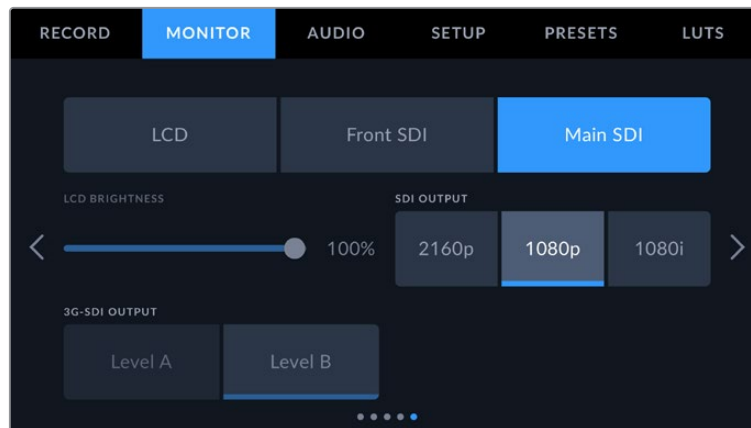 RECORD MONITOR AUDIO SETUP PRESETS LUTS
LCD Front SDI Main SDI
LCD BRIGHTNESS SDI OUTPUT
100% 2160p 1080p 1080i
3G-SDI OUTPUT
Level A Level B